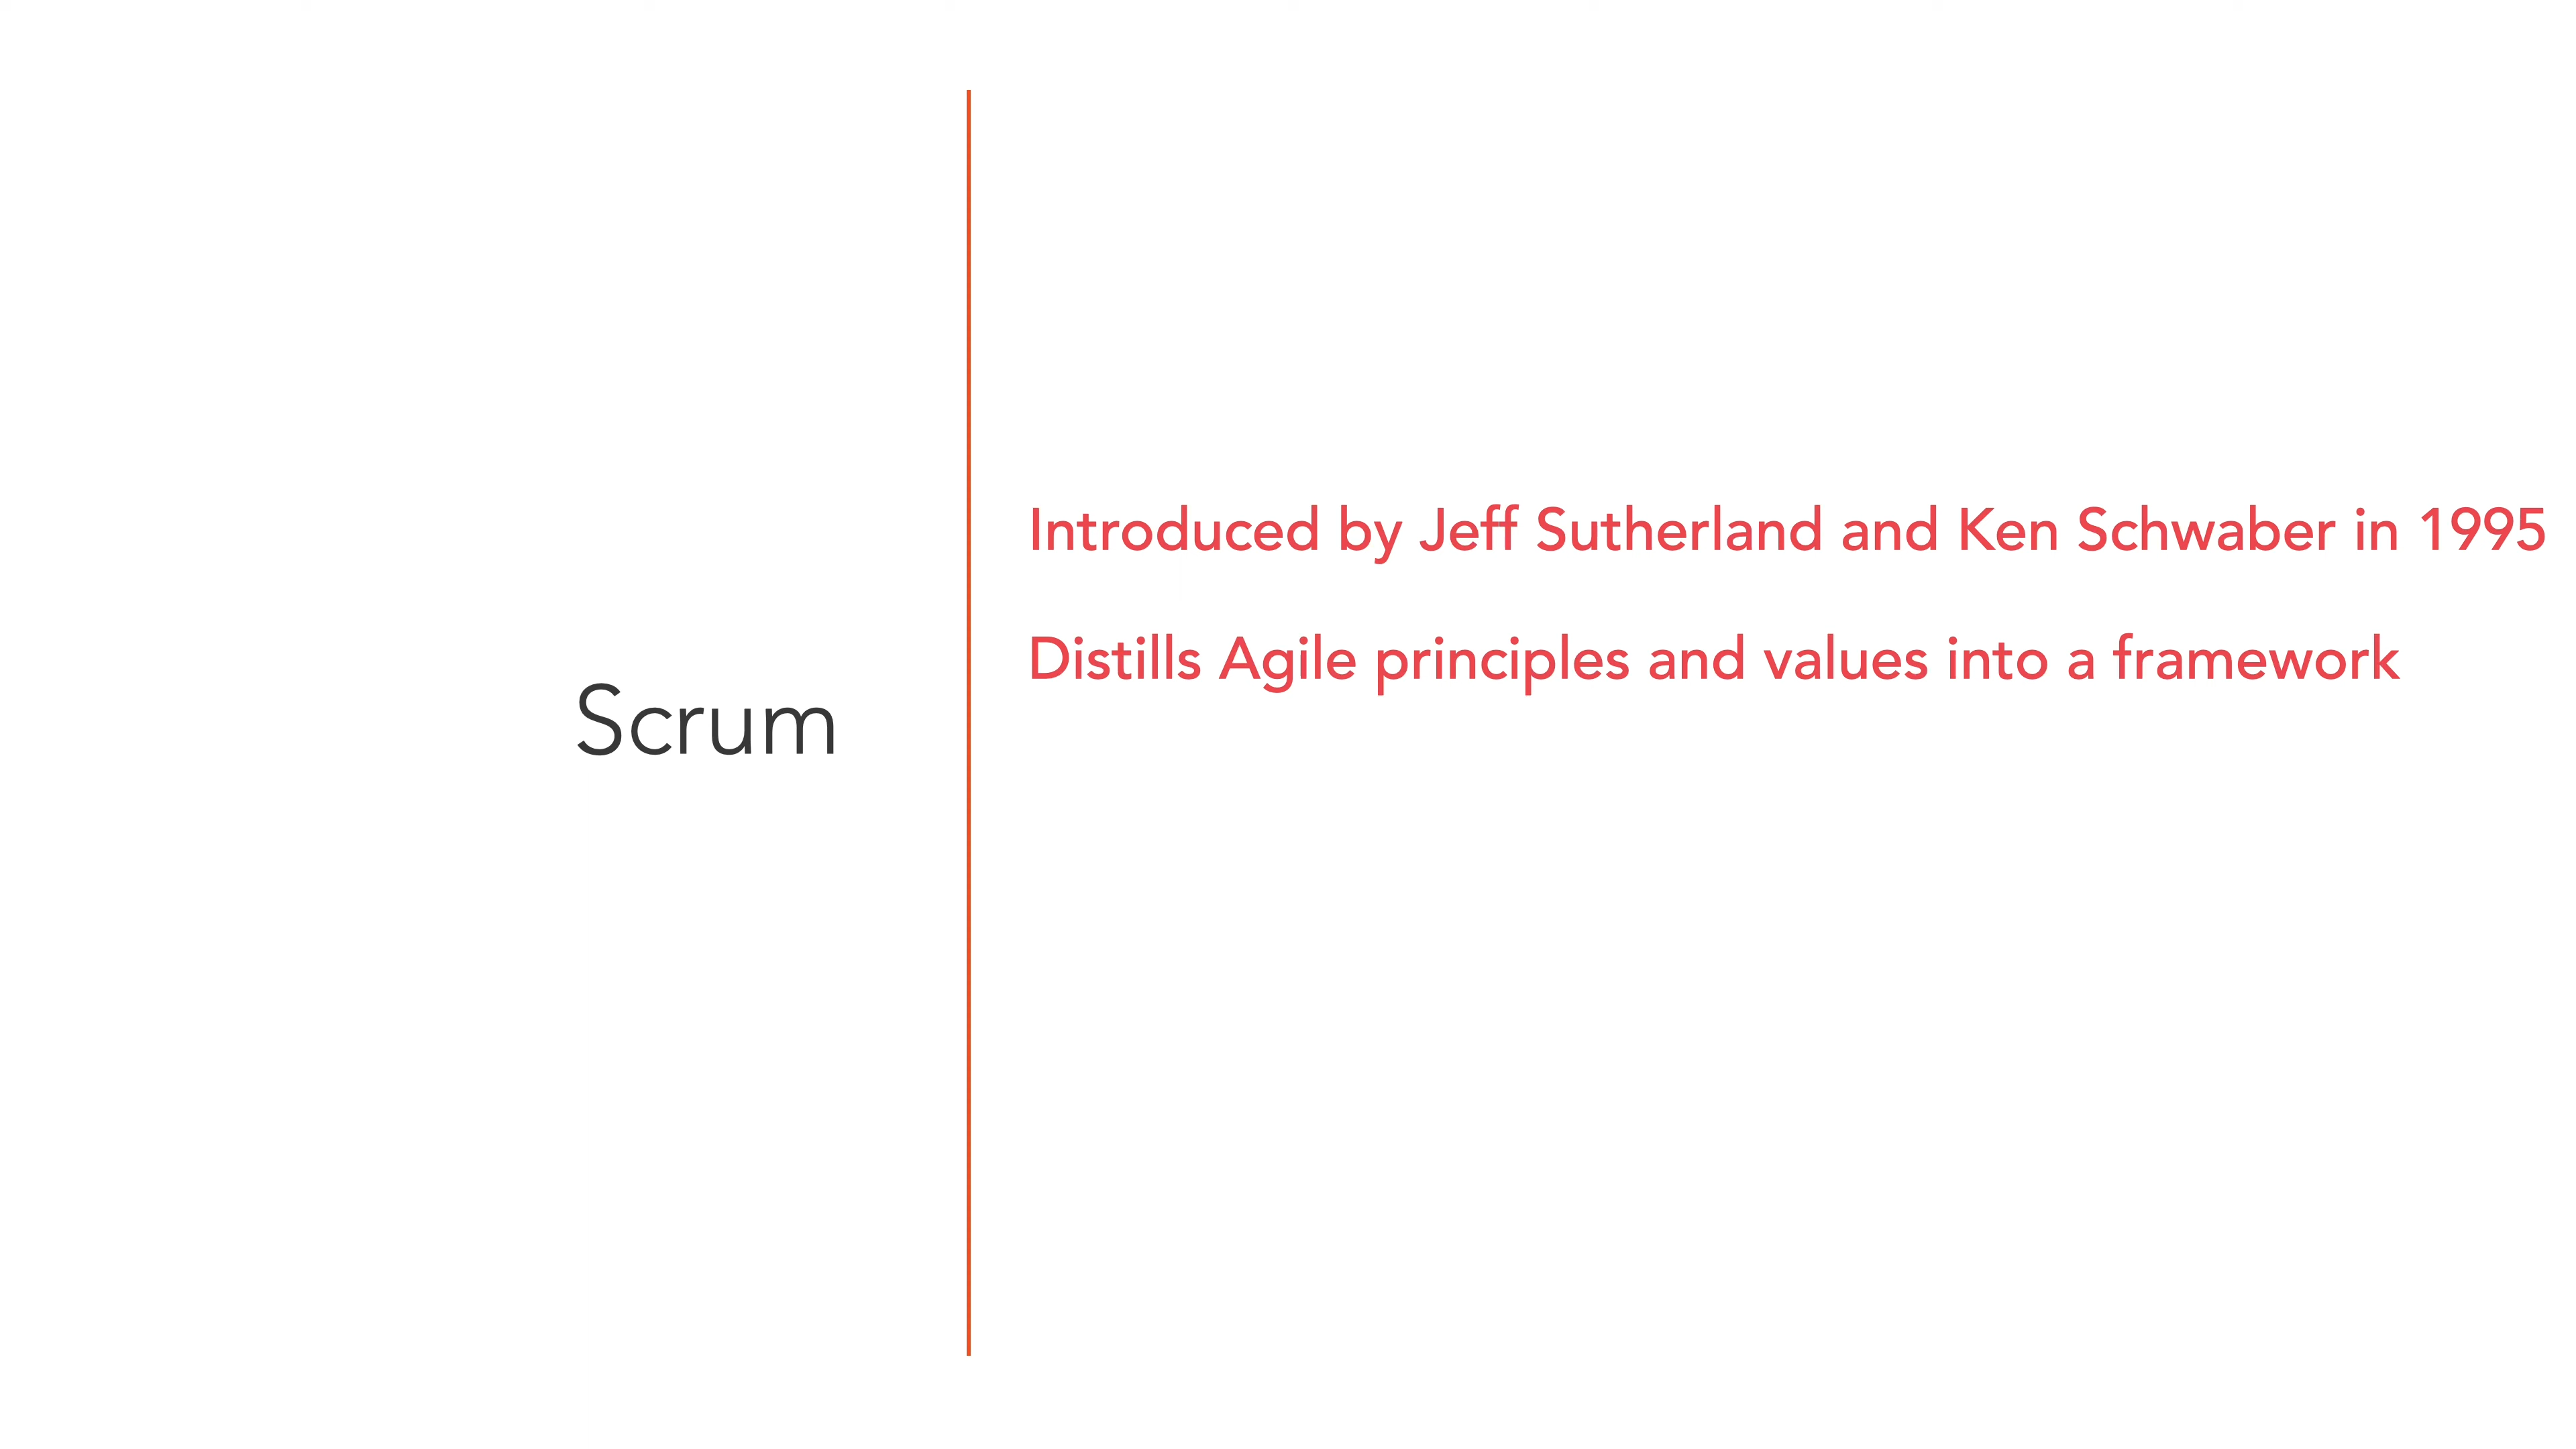 Scrum
Introduced by Jeff Sutherland and Ken Schwaber in 1995
Distills Agile principles and values into a framework